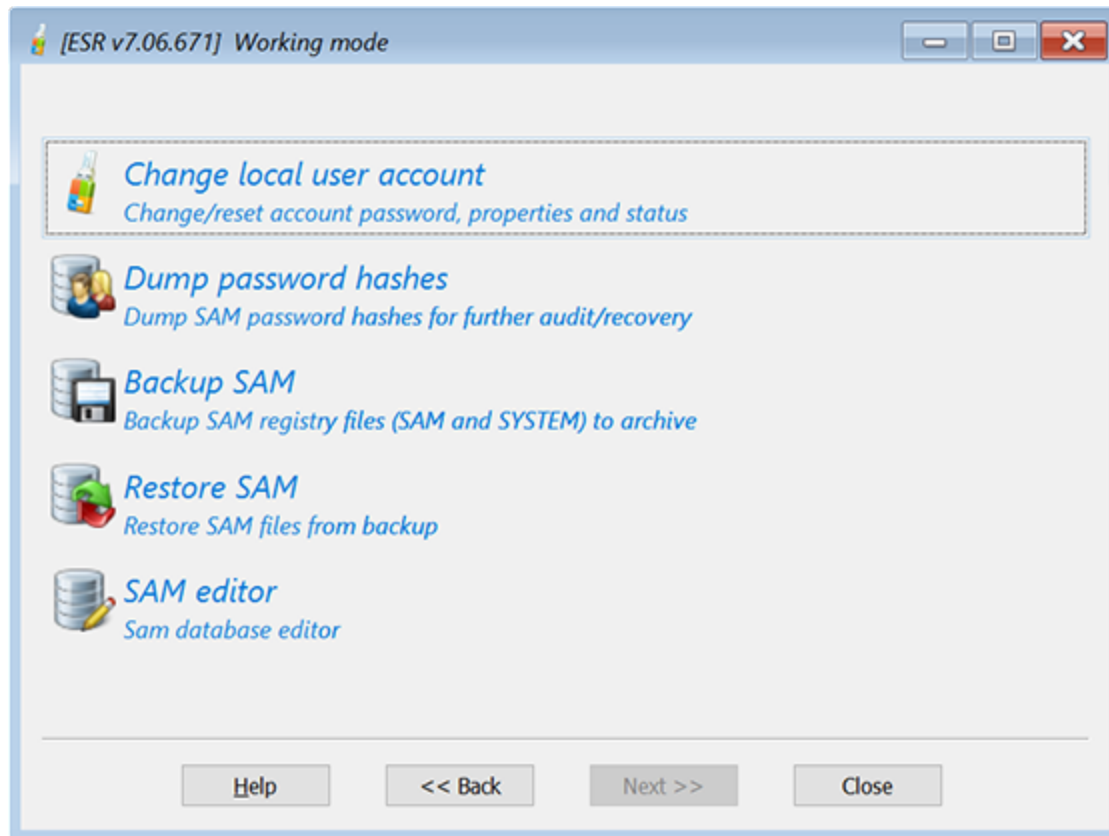 [ESR v7.06.671] Working mode
Change local user account
Change/reset account password, properties and status
Dump password hashes
Dump SAM password hashes for further audit/recovery
Backup SAM
Backup SAM registry files (SAM and SYSTEM) to archive
Restore SAM
Restore SAM files from backup
SAM editor
Sam database editor
Help << Back Next >> Close